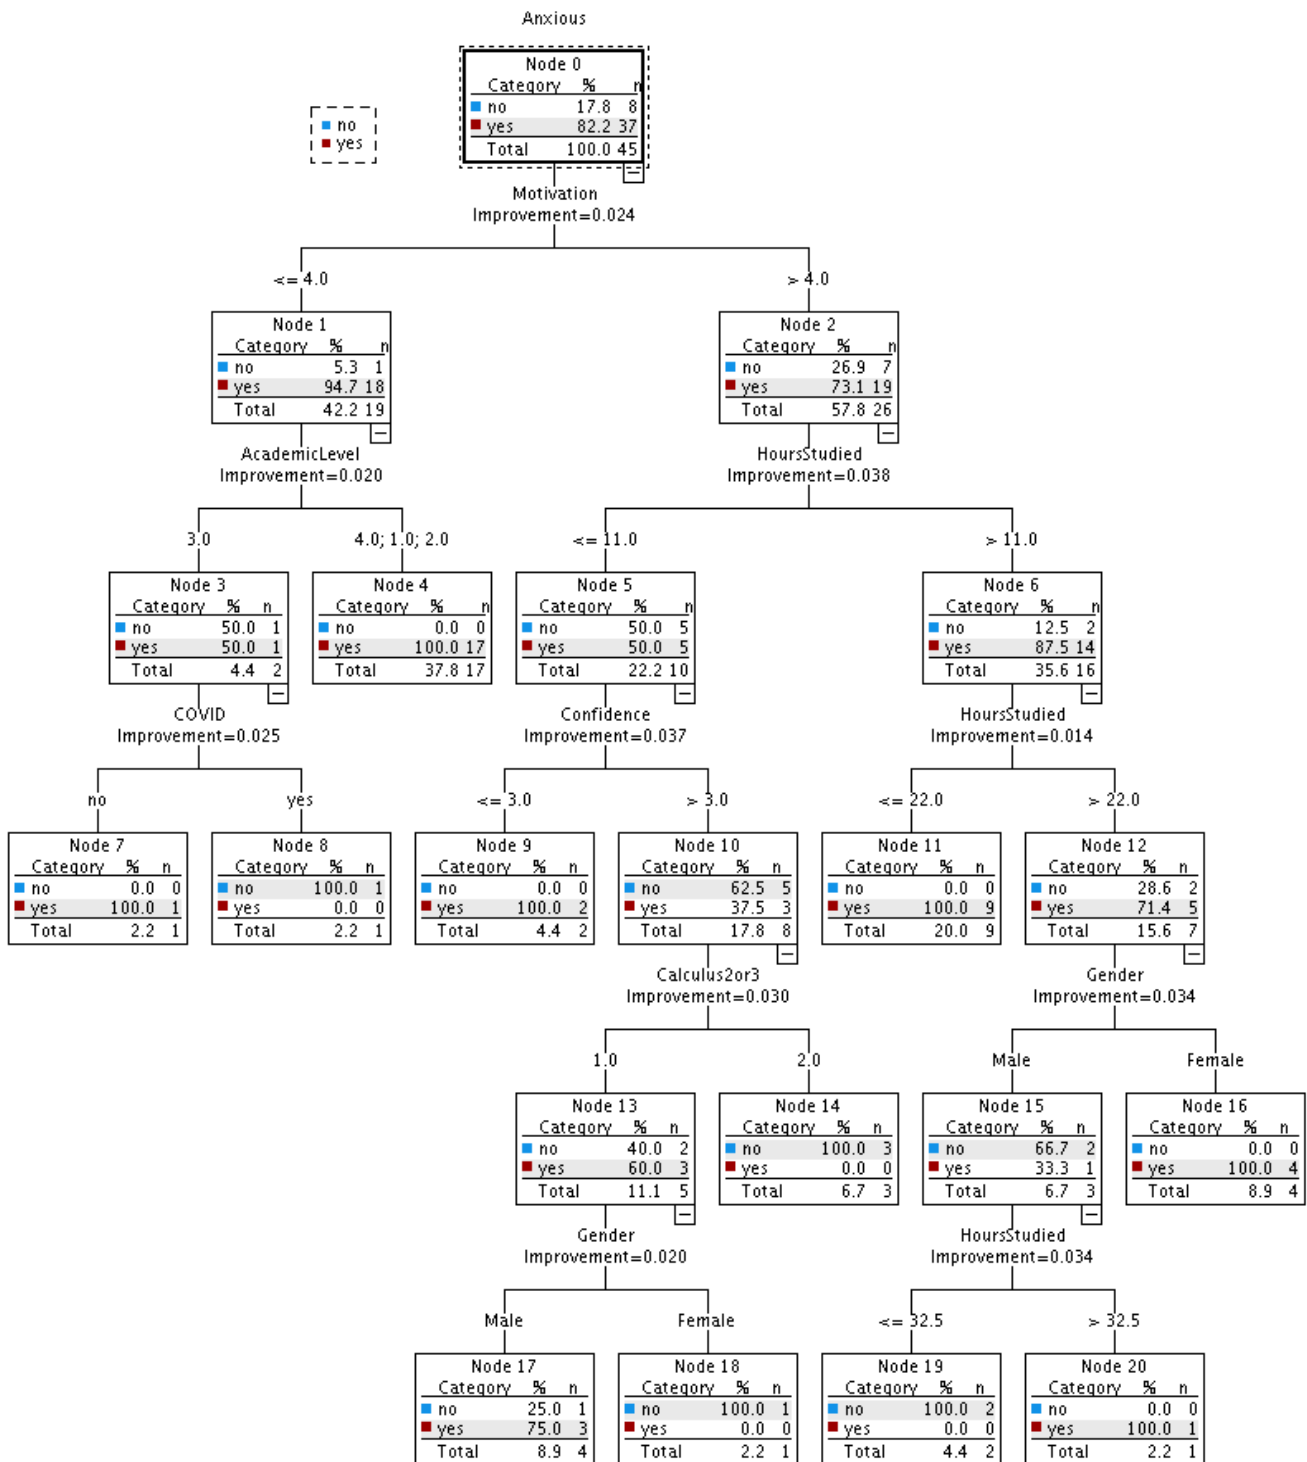 Anxious
no
yes
Node 0
Category % n
no 17.8 8
yes 82.2 37
Total 100.0 45
Motivation
Improvement=0.024
<= 4.0
> 4.0
Node 1
Category % n
no 5.3 1
yes 94.7 18
Total 42.2 19
Node 2
Category % n
no 26.9 7
yes 73.1 19
Total 57.8 26
AcademicLevel
Improvement=0.020
HoursStudied
Improvement=0.038
3.0
4.0; 1.0; 2.0
<= 11.0
> 11.0
Node 3
Category % n
no 50.0 1
yes 50.0 1
Total 4.4 2
Node 4
Category % n
no 0.0 0
yes 100.0 17
Total 37.8 17
Node 5
Category % n
no 50.0 5
yes 50.0 5
Total 22.2 10
Node 6
Category % n
no 12.5 2
yes 87.5 14
Total 35.6 16
COVID
Improvement=0.025
Confidence
Improvement=0.037
HoursStudied
Improvement=0.014
no
yes
<= 3.0
> 3.0
<= 22.0
> 22.0
Node 7
Category % n
no 0.0 0
yes 100.0 1
Total 2.2 1
Node 8
Category % n
no 100.0 1
yes 0.0 0
Total 2.2 1
Node 9
Category % n
no 0.0 0
yes 100.0 2
Total 4.4 2
Node 10
Category % n
no 62.5 5
yes 37.5 3
Total 17.8 8
Node 11
Category % n
no 0.0 0
yes 100.0 9
Total 20.0 9
Node 12
Category % n
no 28.6 2
yes 71.4 5
Total 15.6 7
Calculus2or3
Improvement=0.030
Gender
Improvement=0.034
1.0
2.0
Male
Female
Node 13
Category % n
no 40.0 2
yes 60.0 3
Total 11.1 5
Node 14
Category % n
no 100.0 3
yes 0.0 0
Total 6.7 3
Node 15
Category % n
no 66.7 2
yes 33.3 1
Total 6.7 3
Node 16
Category % n
no 0.0 0
yes 100.0 4
Total 8.9 4
Gender
Improvement=0.020
HoursStudied
Improvement=0.034
Male
Female
<= 32.5
> 32.5
Node 17
Category % n
no 25.0 1
yes 75.0 3
Total 8.9 4
Node 18
Category % n
no 100.0 1
yes 0.0 0
Total 2.2 1
Node 19
Category % n
no 100.0 2
yes 0.0 0
Total 4.4 2
Node 20
Category % n
no 0.0 0
yes 100.0 1
Total 2.2 1